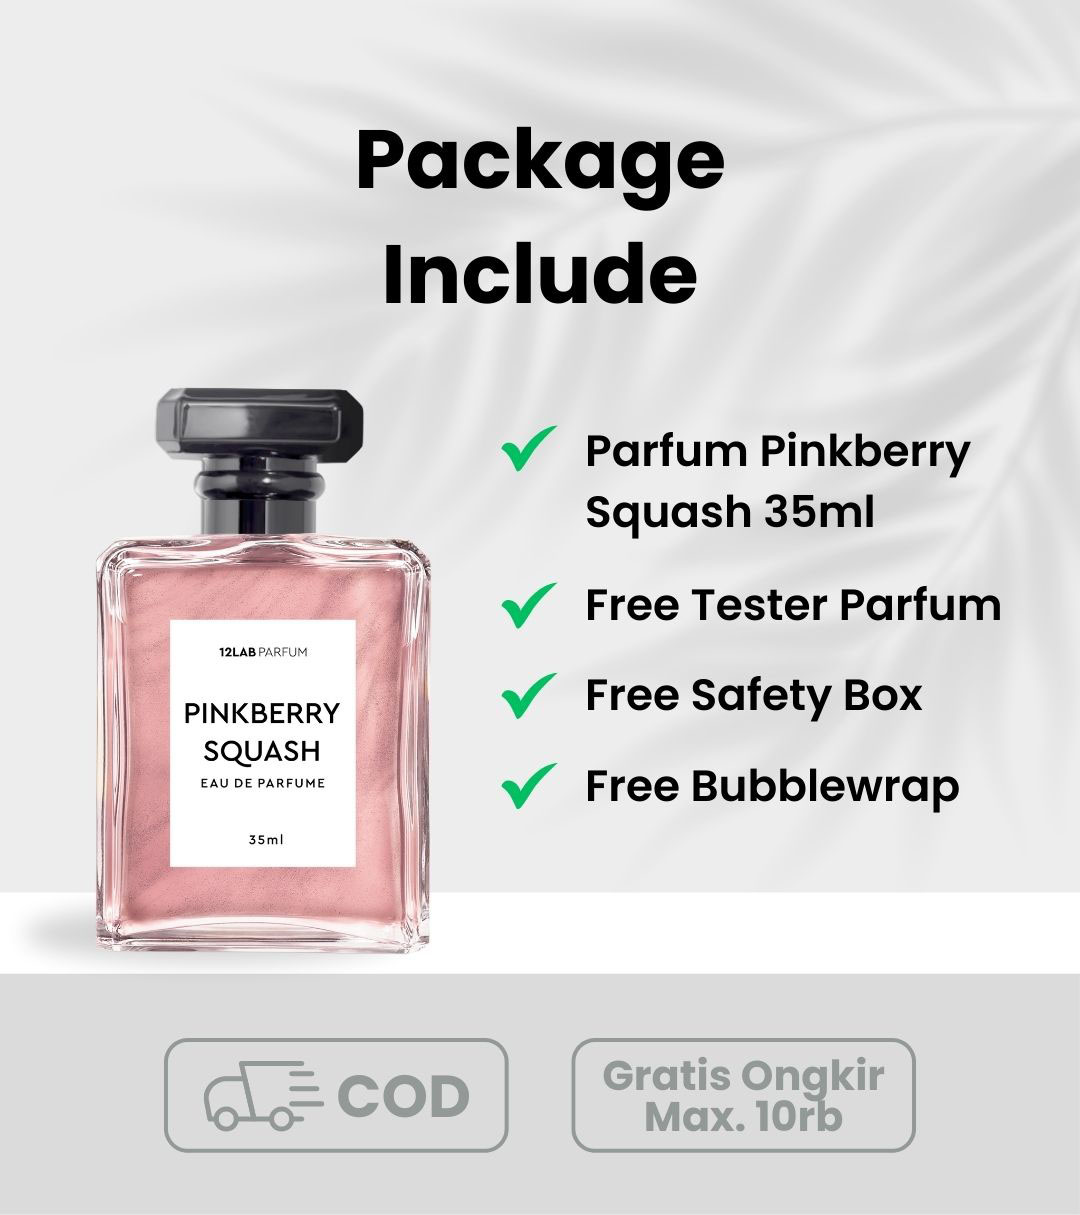 Package
Include
Parfum Pinkberry
Squash 35ml
Free Tester Parfum
Free Safety Box
Free Bubblewrap
12LAB PARFUM
PINKBERRY
SQUASH
EAU DE PARFUME
35ml
COD
Gratis Ongkir
Max. 10rb